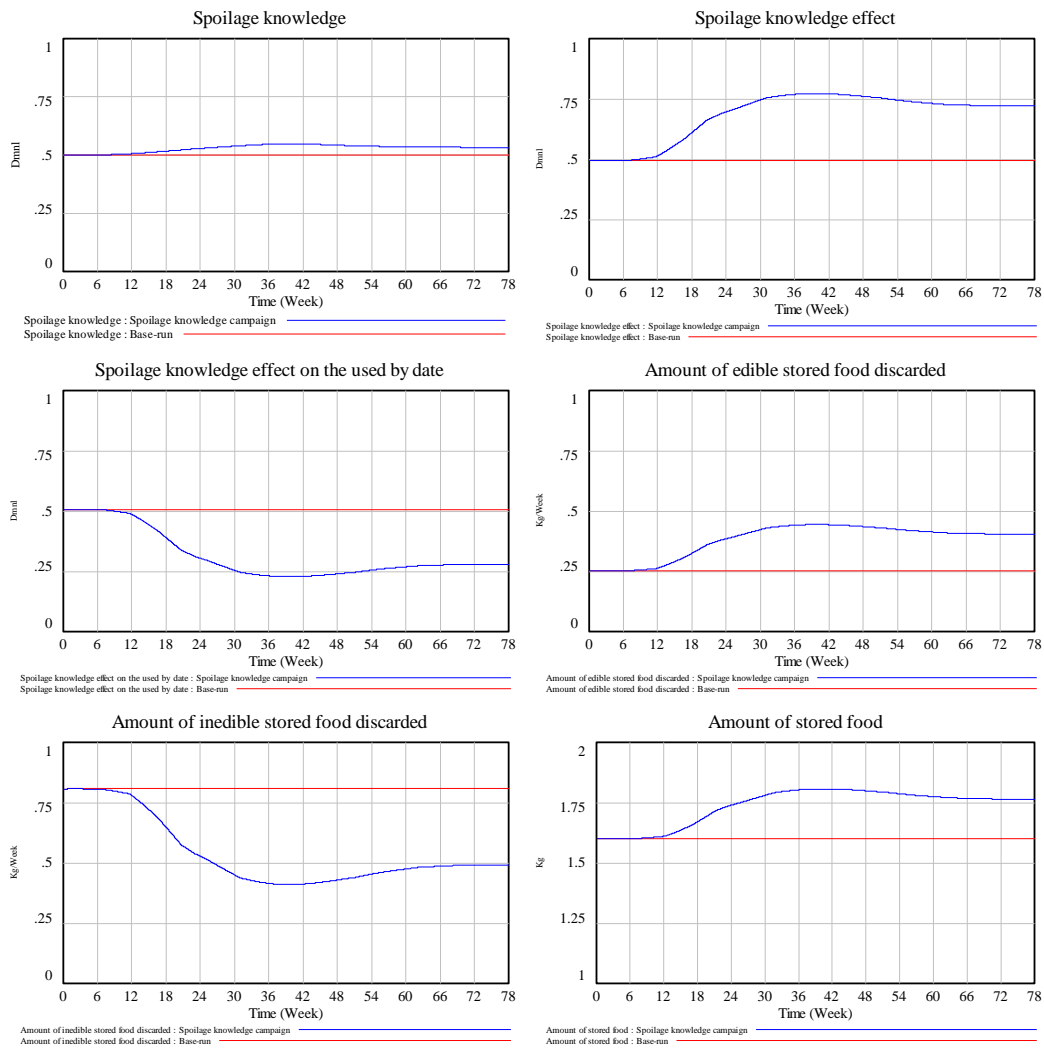 Spoilage knowledge
1
.75
.5
.25
0
Dmnl
0 6 12 18 24 30 36 42 48 54 60 66 72 78
Time (Week)
Spoilage knowledge : Spoilage knowledge campaign
Spoilage knowledge : Base-run
Spoilage knowledge effect
1
.75
.5
.25
0
Dmnl
0 6 12 18 24 30 36 42 48 54 60 66 72 78
Time (Week)
Spoilage knowledge effect : Spoilage knowledge campaign
Spoilage knowledge effect : Base-run
Spoilage knowledge effect on the used by date
1
.75
.5
.25
0
Dmnl
0 6 12 18 24 30 36 42 48 54 60 66 72 78
Time (Week)
Spoilage knowledge effect on the used by date : Spoilage knowledge campaign
Spoilage knowledge effect on the used by date : Base-run
Amount of edible stored food discarded
1
.75
.5
.25
0
Kg/Week
0 6 12 18 24 30 36 42 48 54 60 66 72 78
Time (Week)
Amount of edible stored food discarded : Spoilage knowledge campaign
Amount of edible stored food discarded : Base-run
Amount of inedible stored food discarded
1
.75
.5
.25
0
Kg/Week
0 6 12 18 24 30 36 42 48 54 60 66 72 78
Time (Week)
Amount of inedible stored food discarded : Spoilage knowledge campaign
Amount of inedible stored food discarded : Base-run
Amount of stored food
2
1.75
1.5
1.25
1
Kg
0 6 12 18 24 30 36 42 48 54 60 66 72 78
Time (Week)
Amount of stored food : Spoilage knowledge campaign
Amount of stored food : Base-run